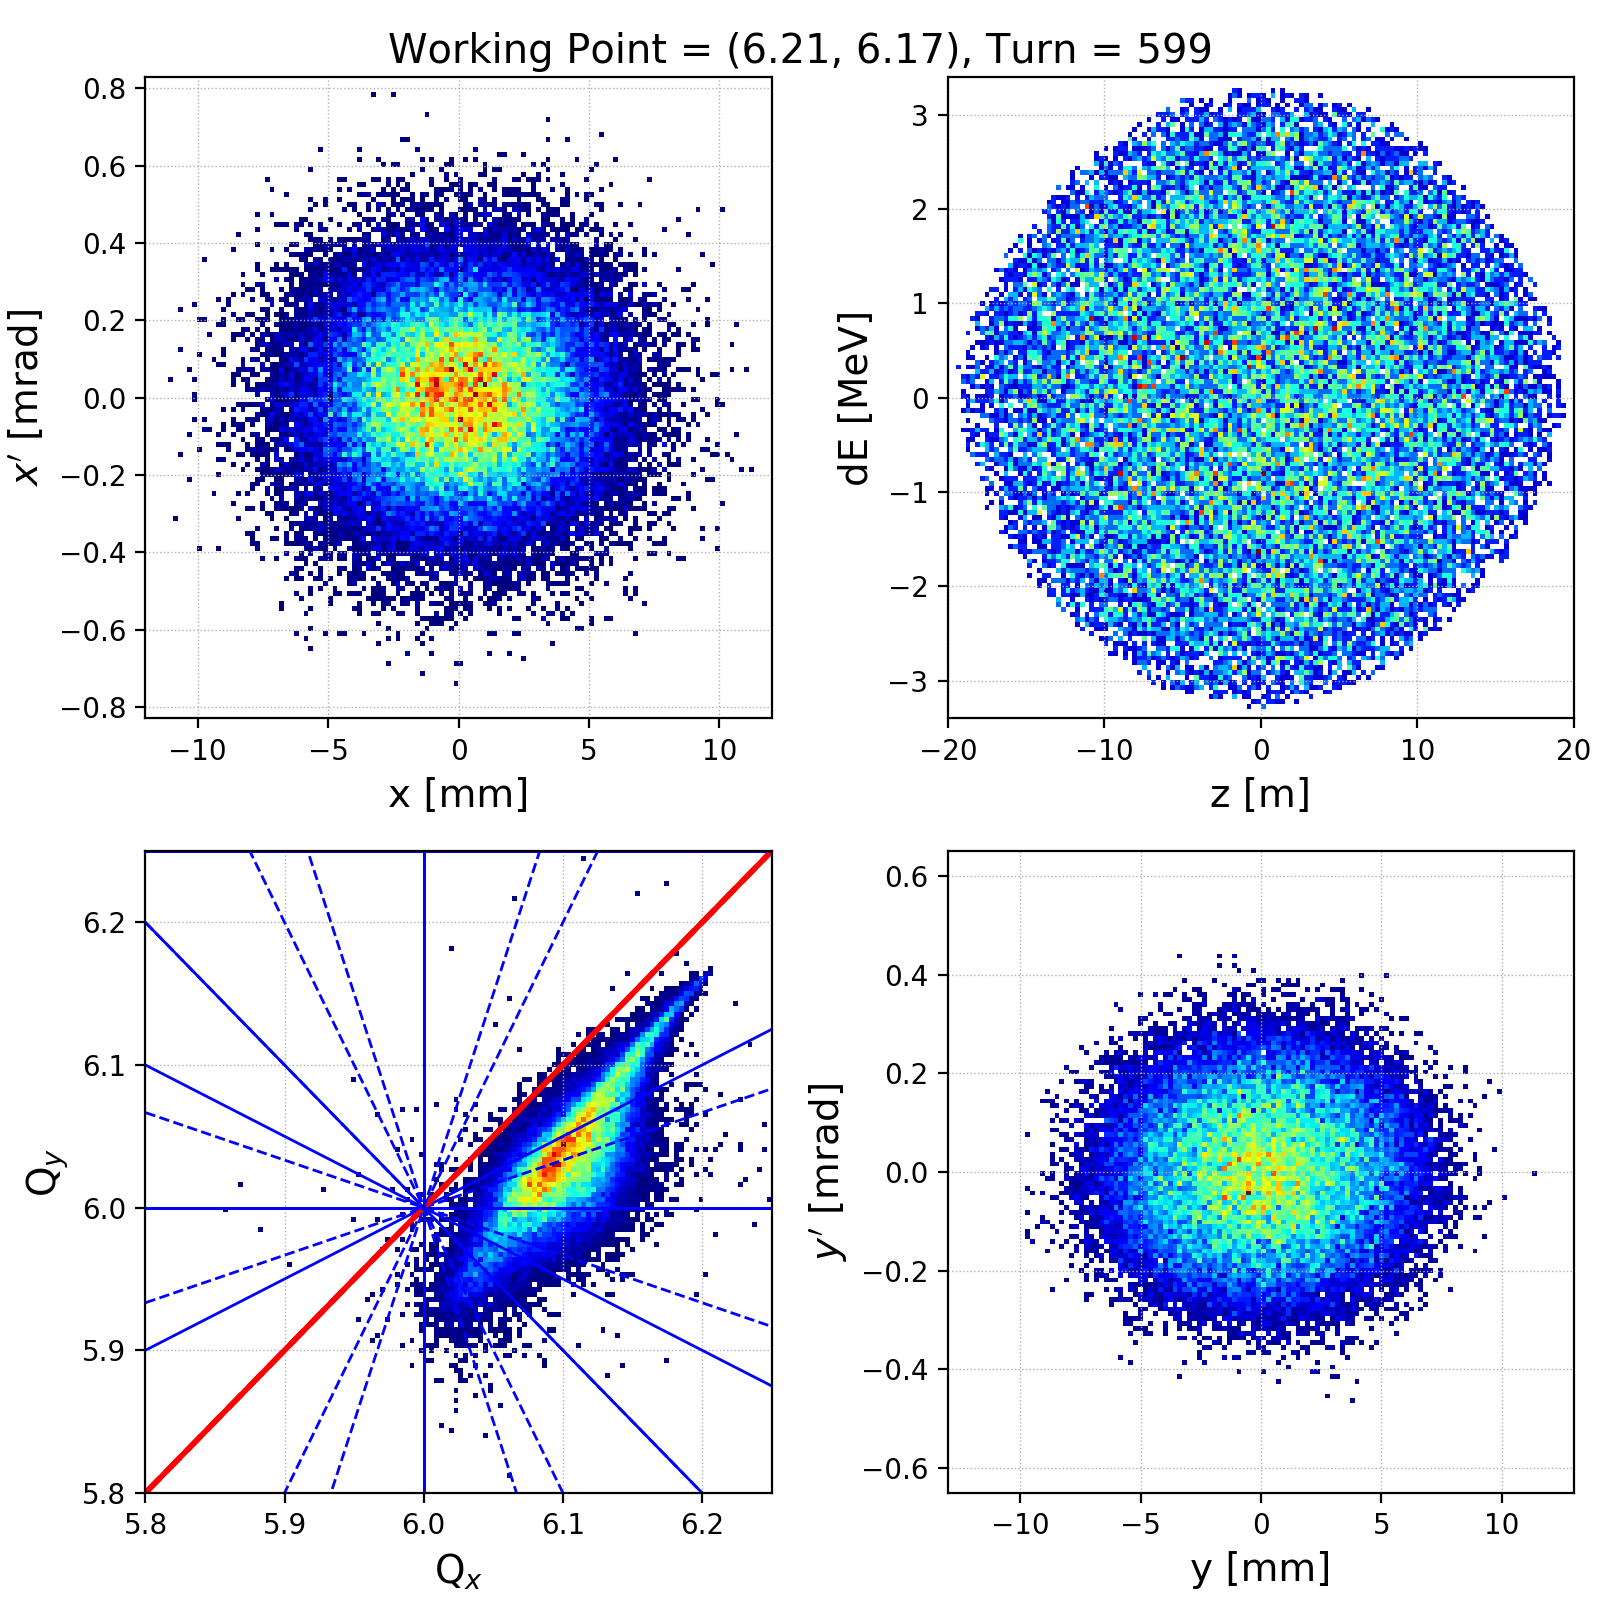 Working Point = (6.21, 6.17), Turn = 599
0.8
0.6
0.4
0.2
0.0
−0.2
−0.4
−0.6
−0.8
x′ [mrad]
−10 −5 0 5 10
x [mm]
3
2
1
0
−1
−2
−3
dE [MeV]
−20 −10 0 10 20
z [m]
6.2
6.1
6.0
5.9
5.8
Qy
5.8 5.9 6.0 6.1 6.2
Qx
0.6
0.4
0.2
0.0
−0.2
−0.4
−0.6
y′ [mrad]
−10 −5 0 5 10
y [mm]